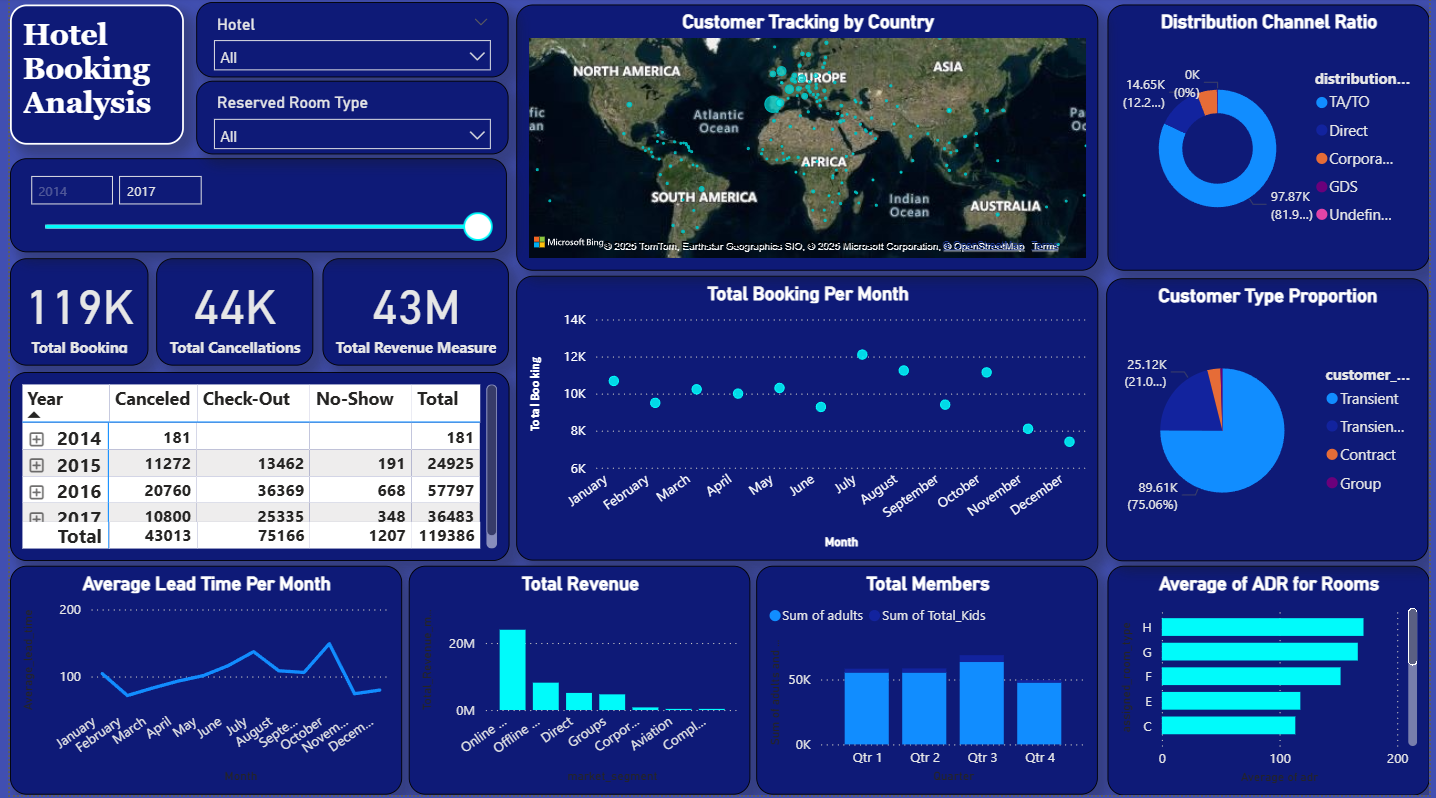 Hotel
Booking
Analysis
Hotel
All
Reserved Room Type
All
2014
2017
119K
Total Booking
44K
Total Cancellations
43M
Total Revenue Measure
Year Canceled Check-Out No-Show Total
2014 181 181
2015 11272 13462 191 24925
2016 20760 36369 668 57797
2017 10800 25335 348 36483
Total 43013 75166 1207 119386
Customer Tracking by Country
NORTH AMERICA
EUROPE
ASIA
Atlantic
Ocean
AFRICA
SOUTH AMERICA
Indian
Ocean
AUSTRALIA
Microsoft Bing
© 2025 TomTom, Earthstar Geographics SIO, © 2025 Microsoft Corporation, © OpenStreetMap Terms
Distribution Channel Ratio
0K
(0%)
14.65K
(12.2...)
97.87K
(81.9...)
distribution...
TA/TO
Direct
Corpora...
GDS
Undefin...
Total Booking Per Month
Total Booking
14K
12K
10K
8K
6K
January
February
March
April
May
June
July
August
September
October
November
December
Month
Customer Type Proportion
25.12K
(21.0...)
89.61K
(75.06%)
customer_...
Transient
Transien...
Contract
Group
Average Lead Time Per Month
200
100
January
February
March
April
May
June
July
August
Septe...
October
Novem...
Decem...
Total Revenue
20M
0M
Online ...
Offline ...
Direct
Groups
Corpor...
Aviation
Compl...
Total Members
Sum of adults Sum of Total_Kids
50K
0K
Qtr 1 Qtr 2 Qtr 3 Qtr 4
Average of ADR for Rooms
H
G
F
E
C
0 100 200